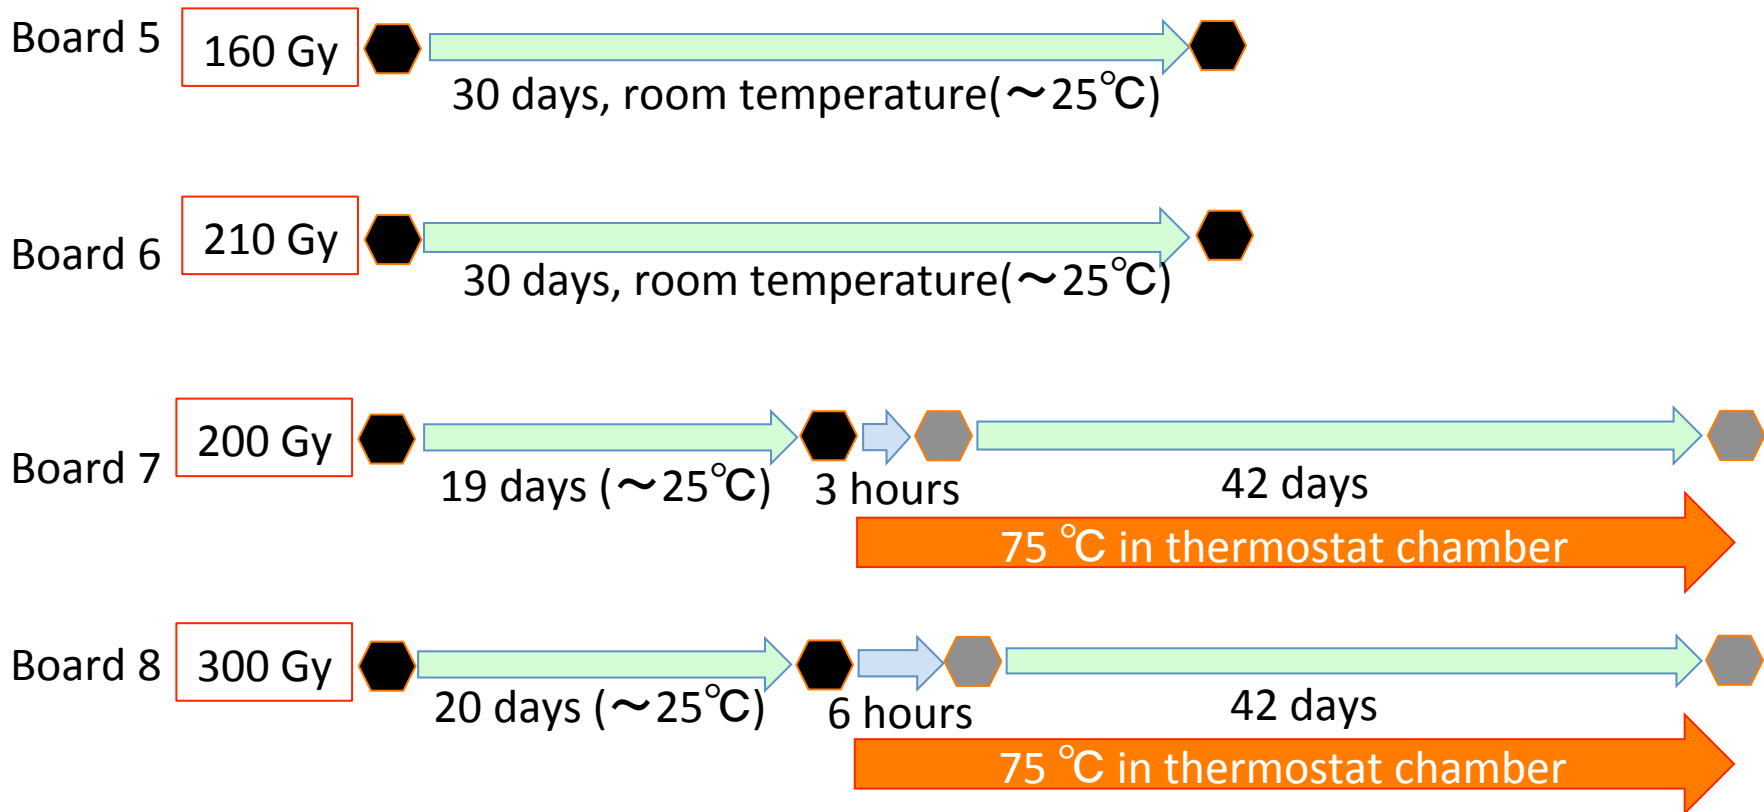 Board 5
160 Gy
30 days, room temperature(～25℃)
Board 6
210 Gy
30 days, room temperature(～25℃)
Board 7
200 Gy
19 days (～25℃)
3 hours
42 days
75 ℃ in thermostat chamber
Board 8
300 Gy
20 days (～25℃)
6 hours
42 days
75 ℃ in thermostat chamber